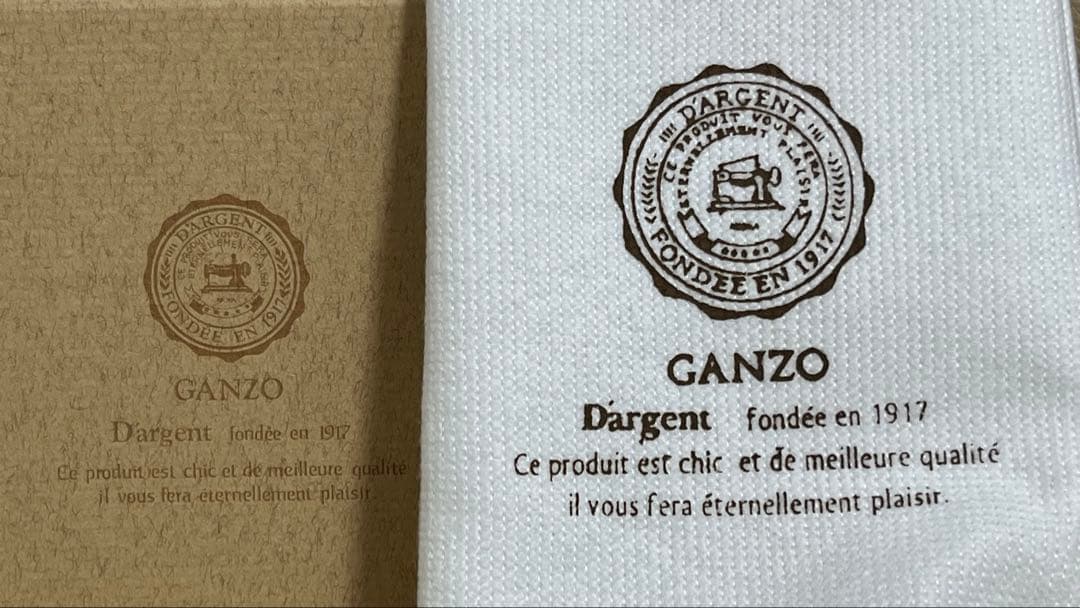 D'ARGENT
CE PRODUIT VOUS FERA
ETERNELLEMENT PLAISIR
FONDÉE EN 1917
GANZO
D'argent fondée en 1917
Ce produit est chic et de meilleure qualité
il vous fera éternellement plaisir.
D'ARGENT
CE PRODUIT VOUS FERA
ETERNELLEMENT PLAISIR
FONDÉE EN 1917
GANZO
D'argent fondée en 1917
Ce produit est chic et de meilleure qualité
il vous fera éternellement plaisir.